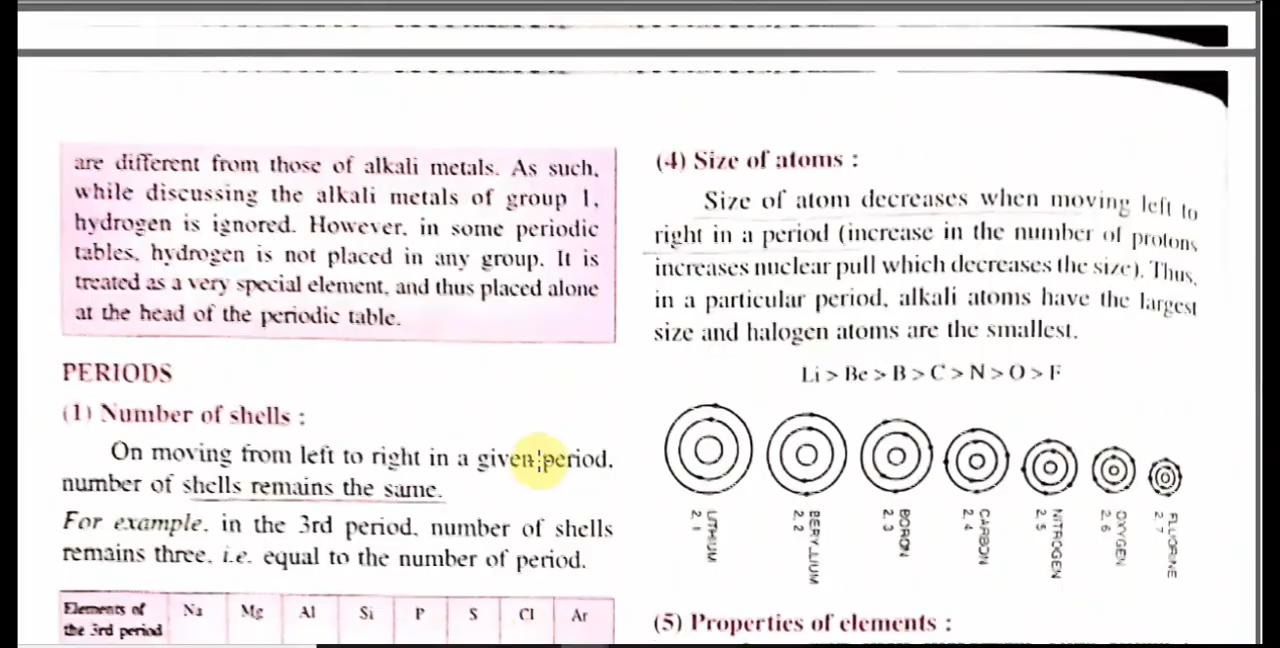 are different from those of alkali metals. As such,
while discussing the alkali metals of group 1,
hydrogen is ignored. However, in some periodic
tables, hydrogen is not placed in any group. It is
treated as a very special element, and thus placed alone
at the head of the periodic table.
PERIODS
(1) Number of shells :
On moving from left to right in a given period,
number of shells remains the same.
For example, in the 3rd period, number of shells
remains three, i.e. equal to the number of period.
Elements of
the 3rd period
Na Mg Al Si P S Cl Ar
(4) Size of atoms :
Size of atom decreases when moving left to
right in a period (increase in the number of protons
increases nuclear pull which decreases the size). Thus,
in a particular period, alkali atoms have the largest
size and halogen atoms are the smallest.
Li > Be > B > C > N > O > F
LITHIUM
2, 1
BERYLLIUM
2, 2
BORON
2, 3
CARBON
2, 4
NITROGEN
2, 5
OXYGEN
2, 6
FLUORINE
2, 7
(5) Properties of elements :